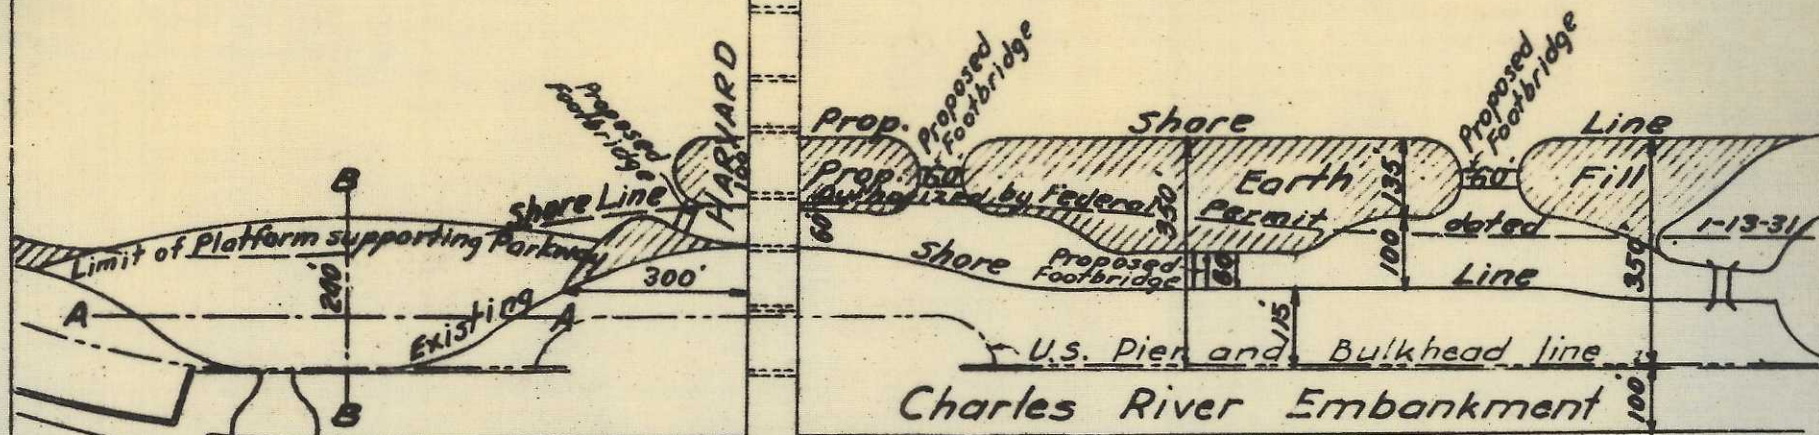 Proposed
Footbridge
HARVARD
100'
Proposed
Footbridge
Proposed
Footbridge
Prop. Shore Line
Prop. Earth Fill
60'
60'
135'
Authorized by Federal Permit dated 1-13-31
60'
350'
100'
350'
B
Shore Line
Limit of Platform supporting Parkway
200'
300'
Shore Line
Proposed
Footbridge
60'
A
A
Existing
115'
U.S. Pier and Bulkhead line
B
Charles River Embankment
100'